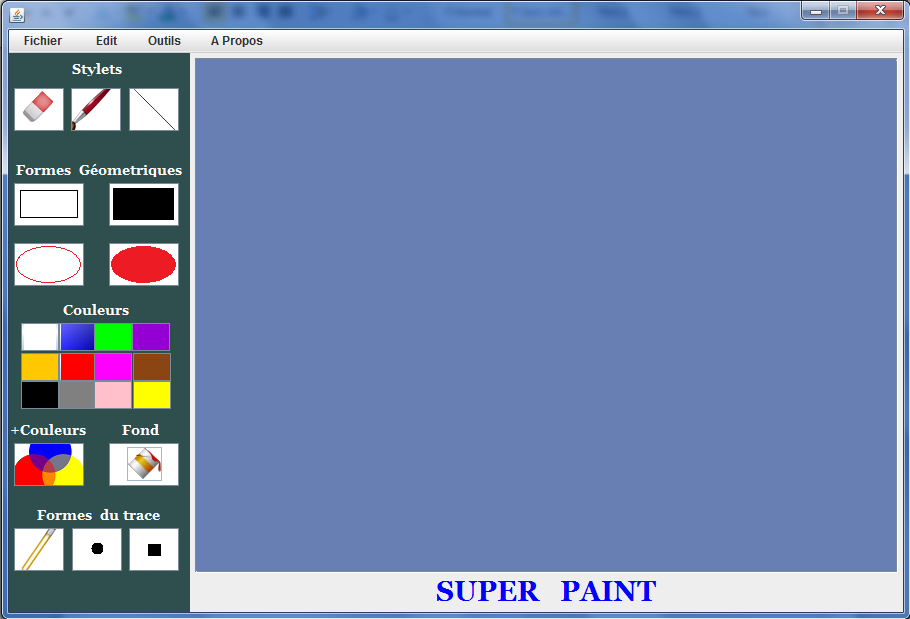 Fichier Edit Outils A Propos
Stylets
Formes Géometriques
Couleurs
+Couleurs Fond
Formes du trace
SUPER PAINT